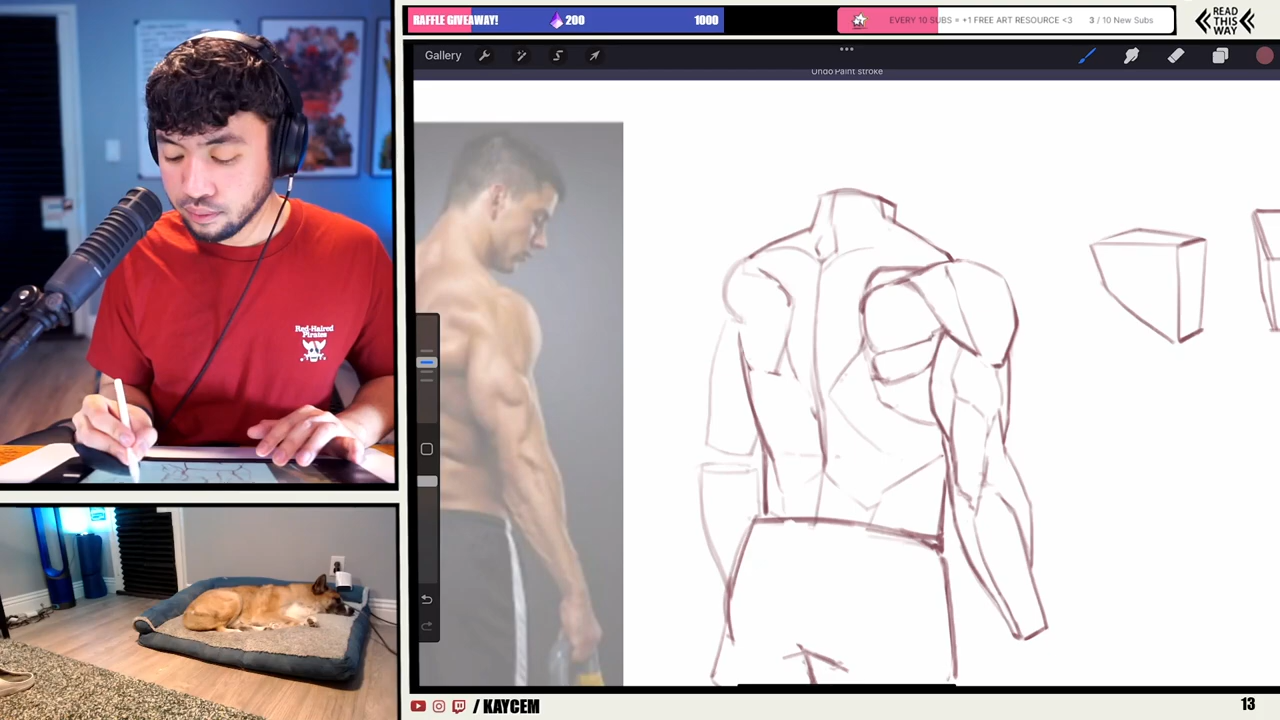 RAFFLE GIVEAWAY!
200
1000
EVERY 10 SUBS = +1 FREE ART RESOURCE <3
3 / 10 New Subs
READ
THIS
WAY
Gallery
Undo Paint stroke
Red-Haired
Pirates
/ KAYCEM
13